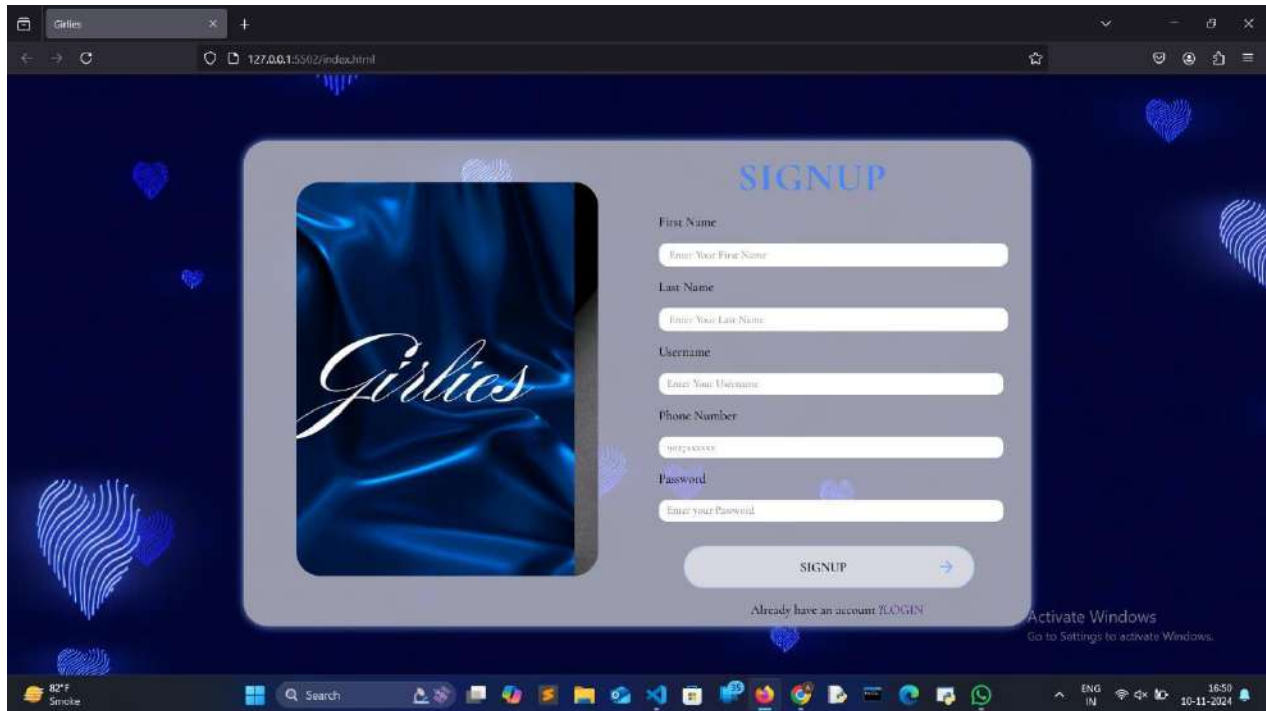 Girlies
127.0.0.1:5502/index.html
SIGNUP
First Name
Enter Your First Name
Last Name
Enter Your Last Name
Girlies
Username
Enter Your Username
Phone Number
Password
Enter your Password
SIGNUP
Already have an account ?LOGIN
Activate Windows
Go to Settings to activate Windows.
82°F
Smoke
Search
ENG
IN
16:50
10-11-2024